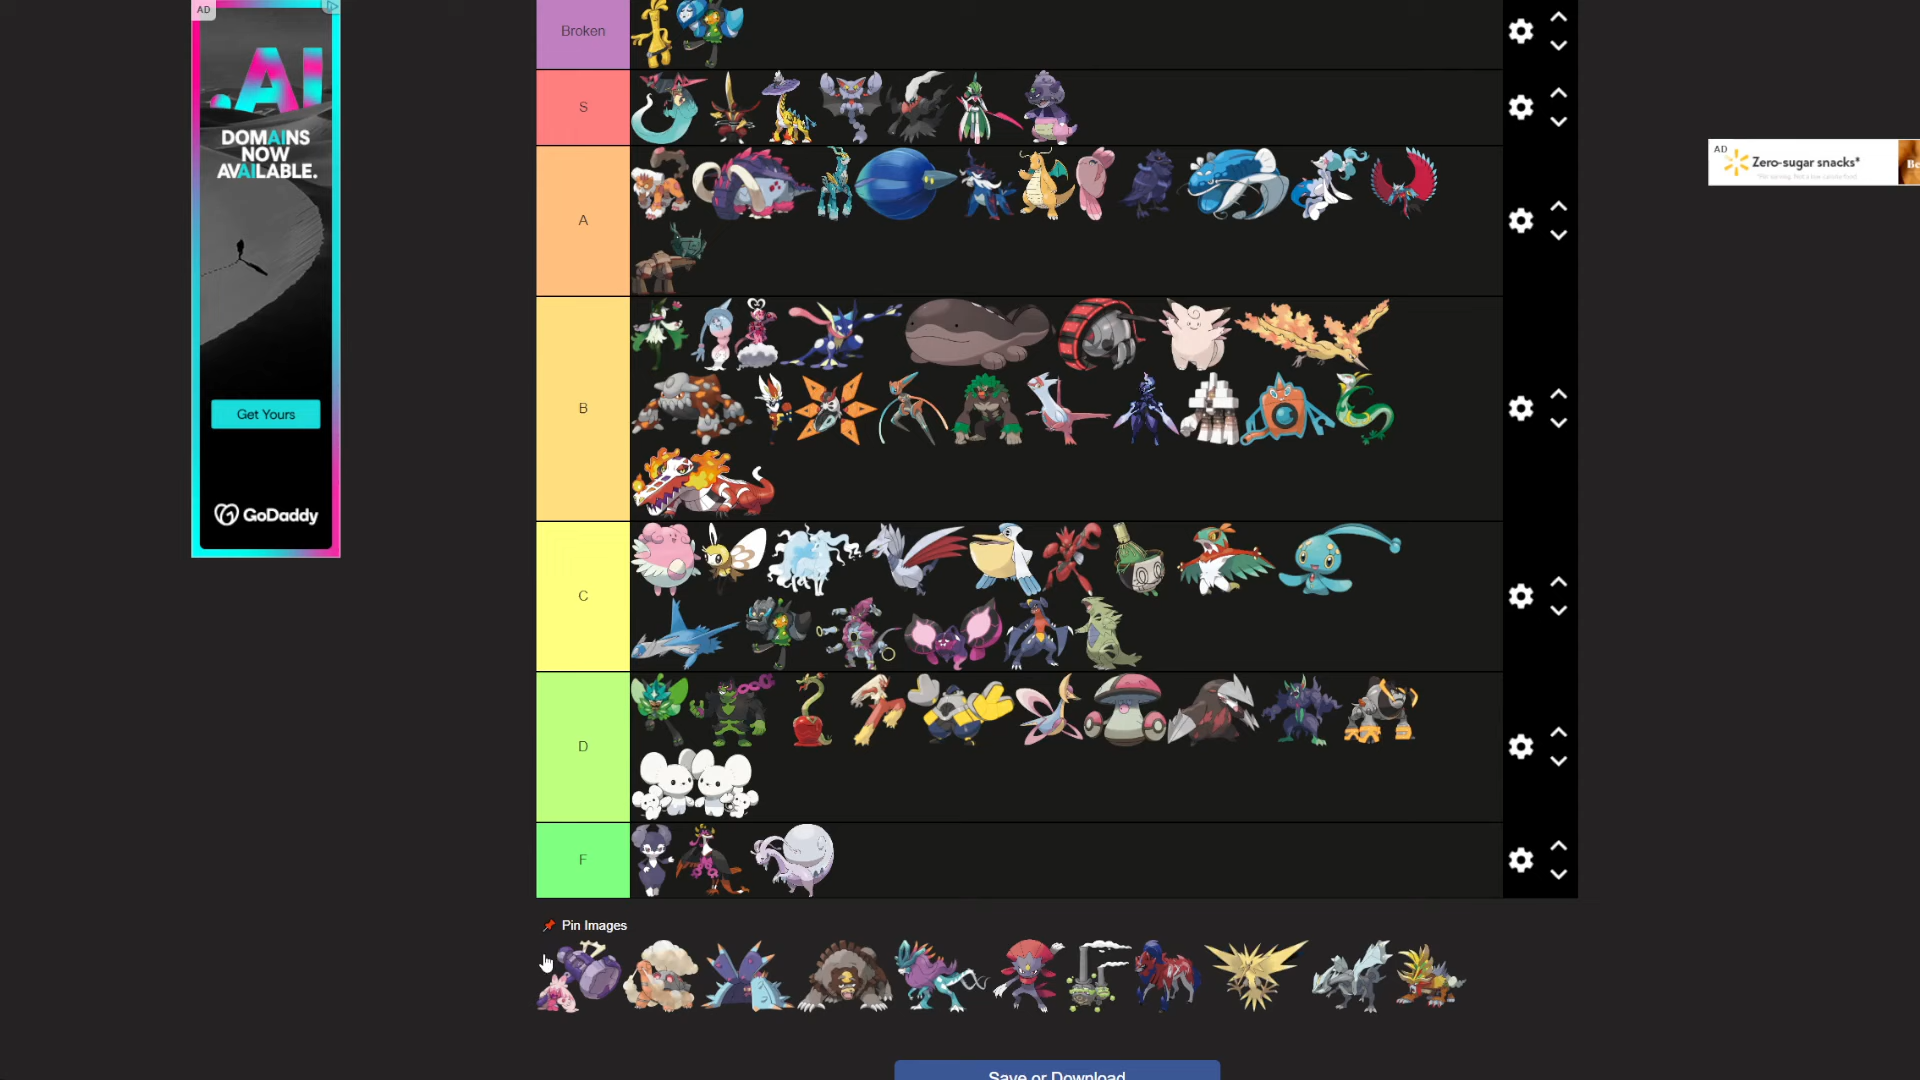 AD
.AI
DOMAINS
NOW
AVAILABLE.
Get Yours
GoDaddy
Broken
S
A
B
C
D
F
AD
Zero-sugar snacks*
Pin Images
Save or Download